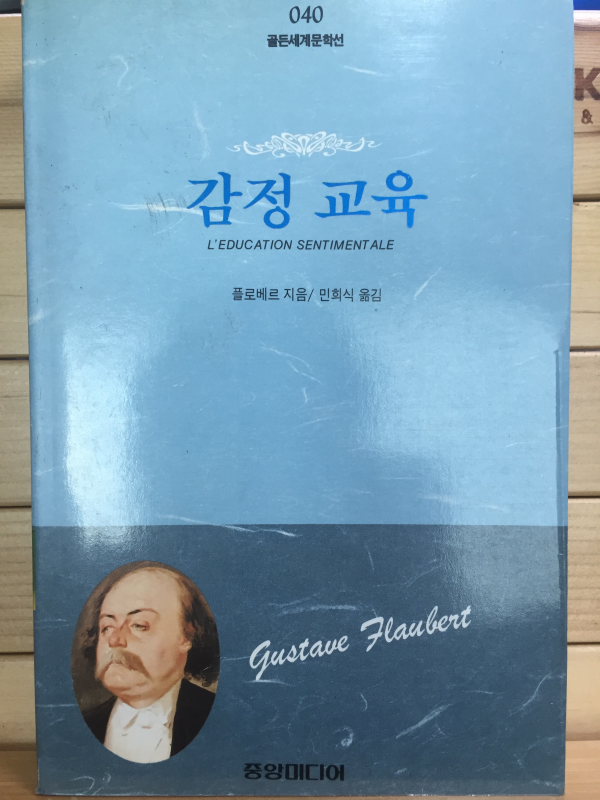 040
골든세계문학선
K
&
감정 교육
L'EDUCATION SENTIMENTALE
플로베르 지음/ 민희식 옮김
Gustave Flaubert
중앙미디어